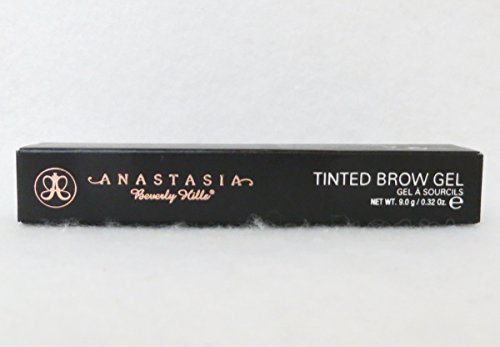 ANASTASIA
Beverly Hills®
TINTED BROW GEL
GEL À SOURCILS
NET WT. 9.0 g / 0.32 Oz. ℮